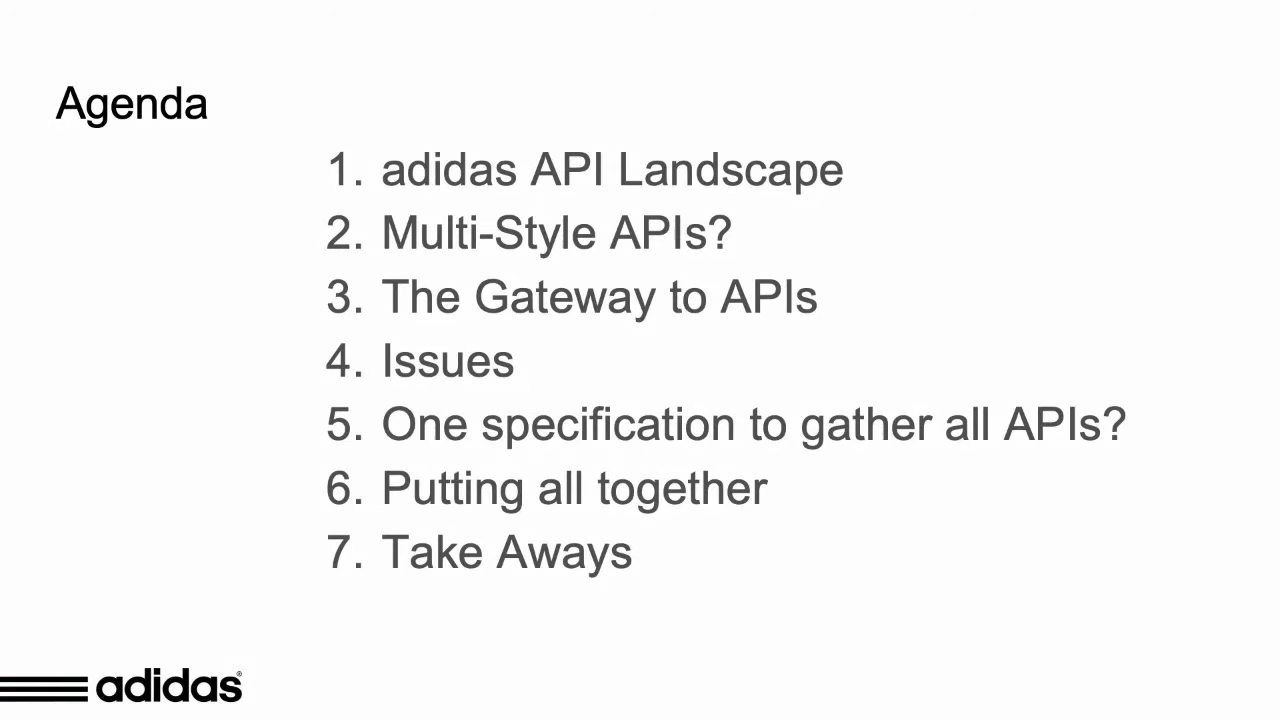 Agenda
1. adidas API Landscape
2. Multi-Style APIs?
3. The Gateway to APIs
4. Issues
5. One specification to gather all APIs?
6. Putting all together
7. Take Aways
adidas®